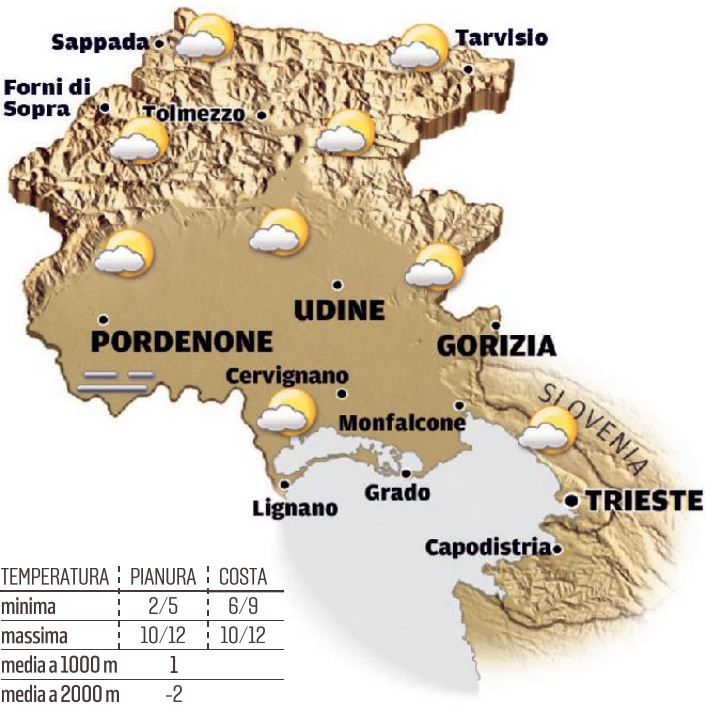 Sappada
Tarvisio
Forni di
Sopra
Tolmezzo
UDINE
PORDENONE
GORIZIA
Cervignano
SLOVENIA
Monfalcone
Grado
Lignano
TRIESTE
Capodistria
TEMPERATURA PIANURA COSTA
minima 2/5 6/9
massima 10/12 10/12
media a 1000 m 1
media a 2000 m -2